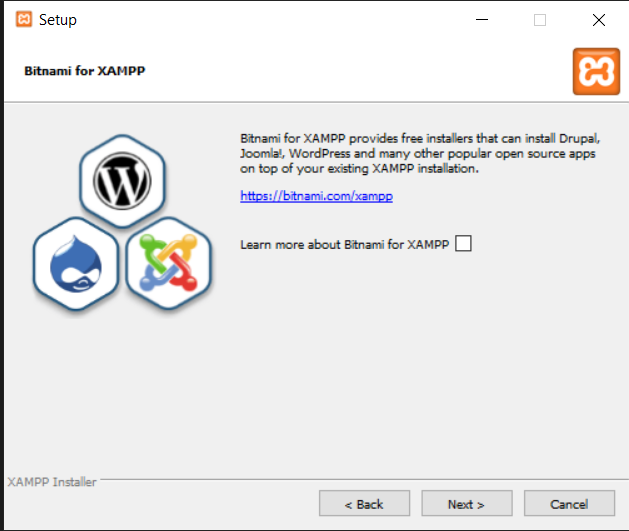 Setup
Bitnami for XAMPP
Bitnami for XAMPP provides free installers that can install Drupal,
Joomla!, WordPress and many other popular open source apps
on top of your existing XAMPP installation.
https://bitnami.com/xampp
Learn more about Bitnami for XAMPP
XAMPP Installer
< Back
Next >
Cancel